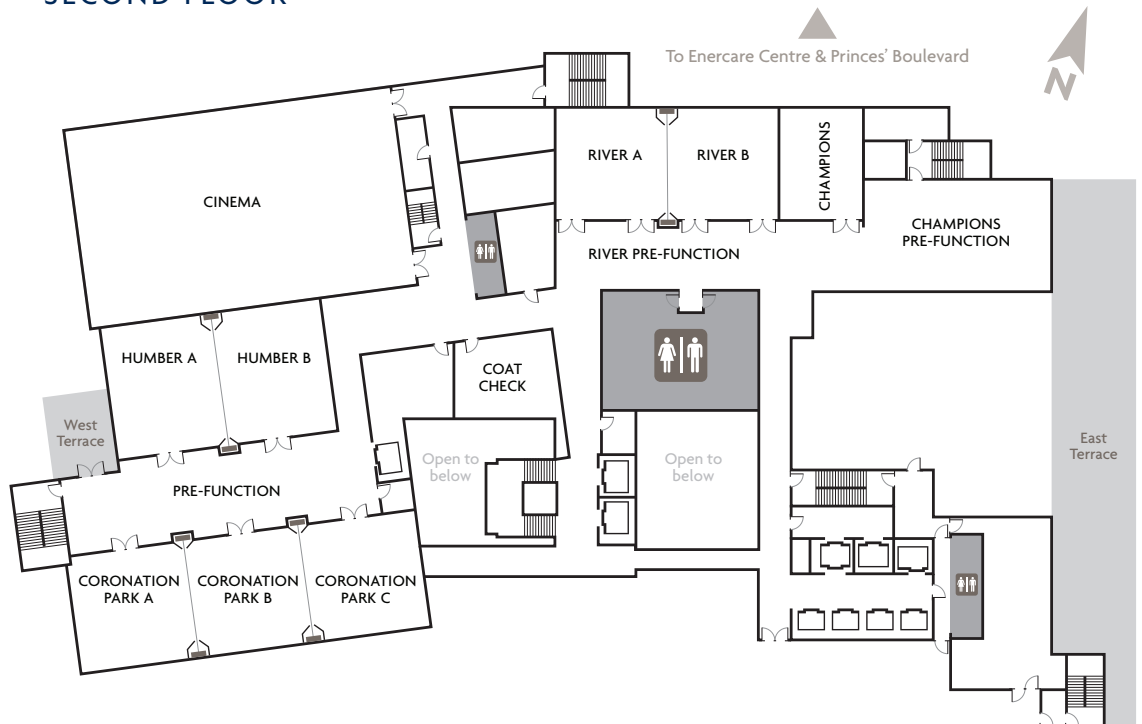 SECOND FLOOR
To Enercare Centre & Princes' Boulevard
N
CINEMA
RIVER A
RIVER B
CHAMPIONS
CHAMPIONS
PRE-FUNCTION
RIVER PRE-FUNCTION
HUMBER A
HUMBER B
COAT
CHECK
West
Terrace
Open to
below
Open to
below
East
Terrace
PRE-FUNCTION
CORONATION
PARK A
CORONATION
PARK B
CORONATION
PARK C